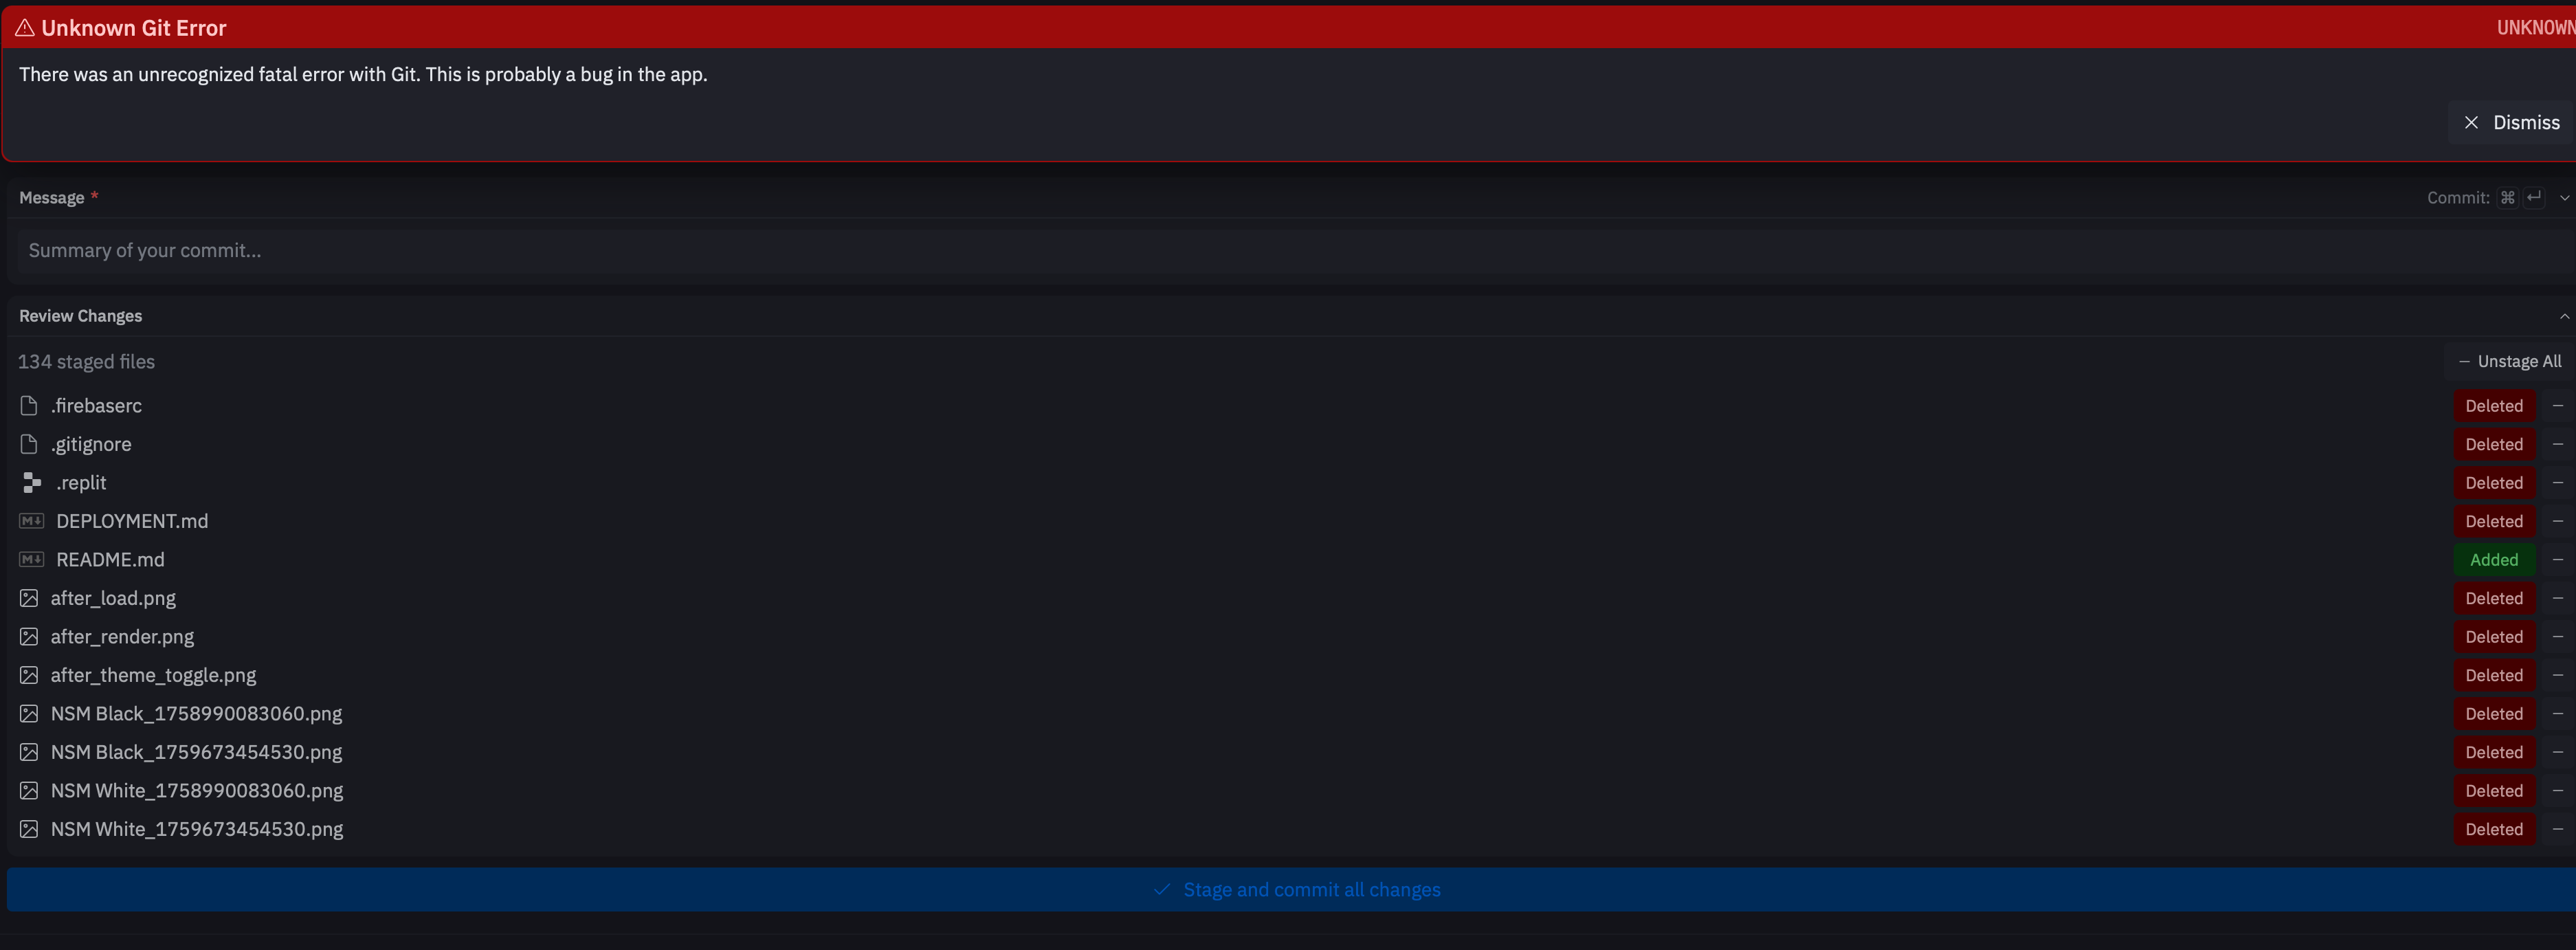 Unknown Git Error UNKNOWN
There was an unrecognized fatal error with Git. This is probably a bug in the app.
Dismiss
Message * Commit: ⌘ ↵
Summary of your commit...
Review Changes
134 staged files Unstage All
.firebaserc Deleted
.gitignore Deleted
.replit Deleted
DEPLOYMENT.md Deleted
README.md Added
after_load.png Deleted
after_render.png Deleted
after_theme_toggle.png Deleted
NSM Black_1758990083060.png Deleted
NSM Black_1759673454530.png Deleted
NSM White_1758990083060.png Deleted
NSM White_1759673454530.png Deleted
Stage and commit all changes